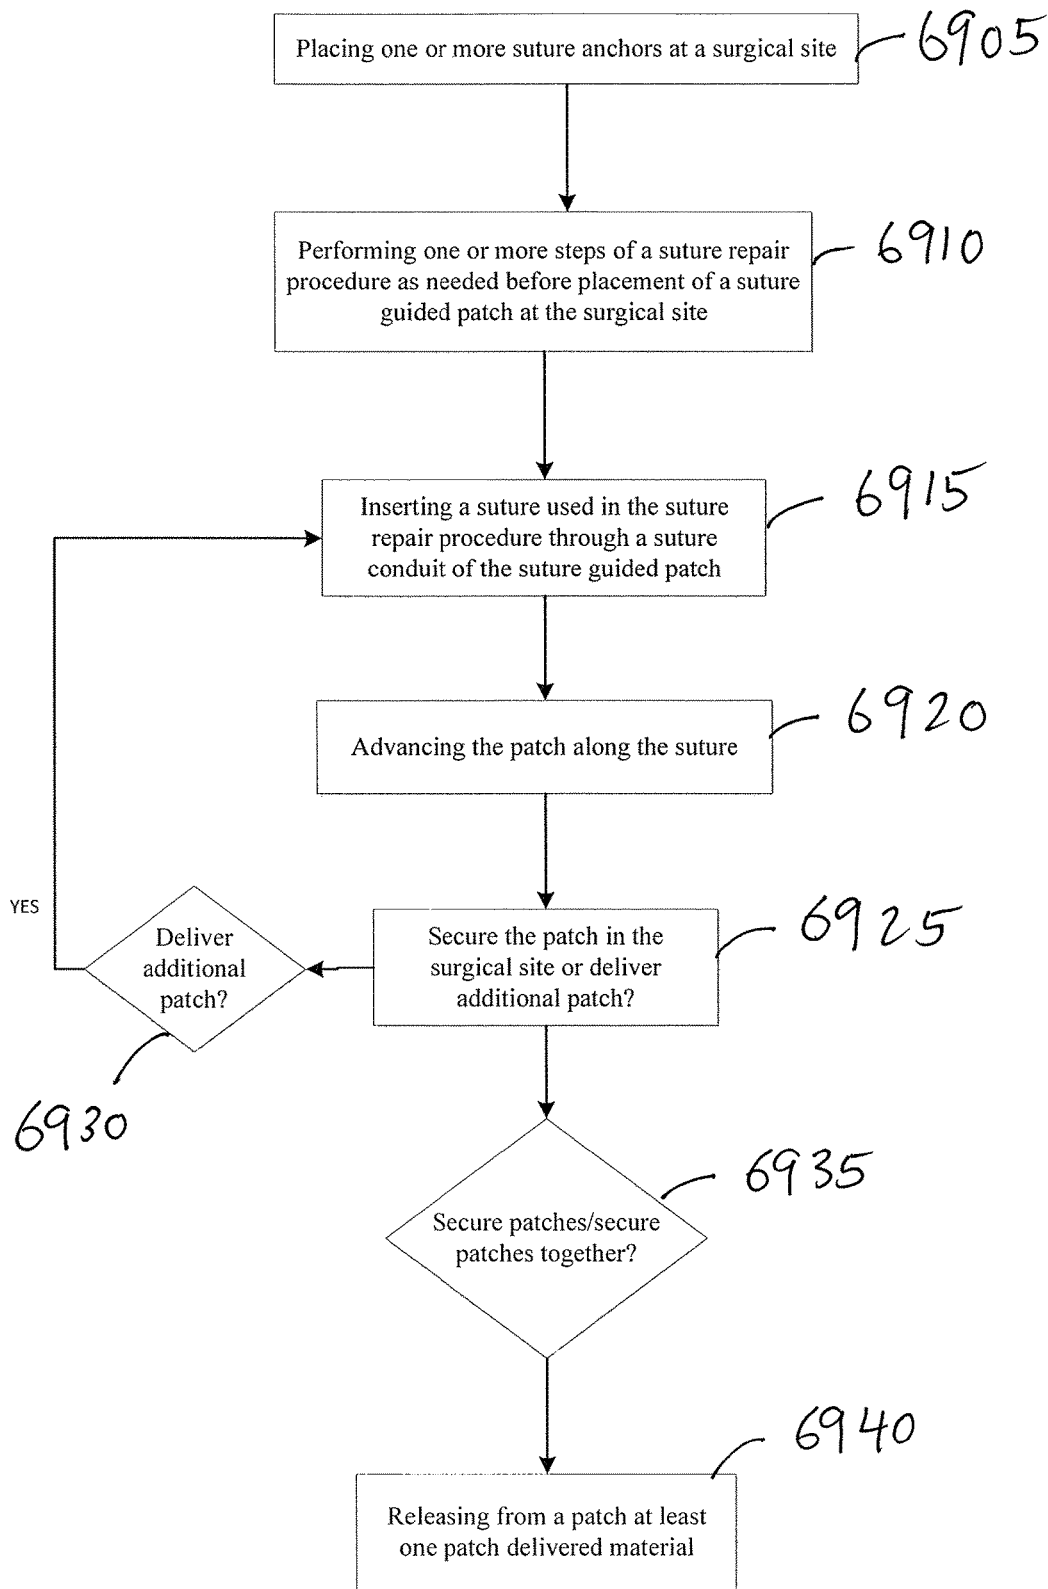 Placing one or more suture anchors at a surgical site
6905
Performing one or more steps of a suture repair
procedure as needed before placement of a suture
guided patch at the surgical site
6910
Inserting a suture used in the suture
repair procedure through a suture
conduit of the suture guided patch
6915
Advancing the patch along the suture
6920
YES
Deliver
additional
patch?
6930
Secure the patch in the
surgical site or deliver
additional patch?
6925
Secure patches/secure
patches together?
6935
Releasing from a patch at least
one patch delivered material
6940